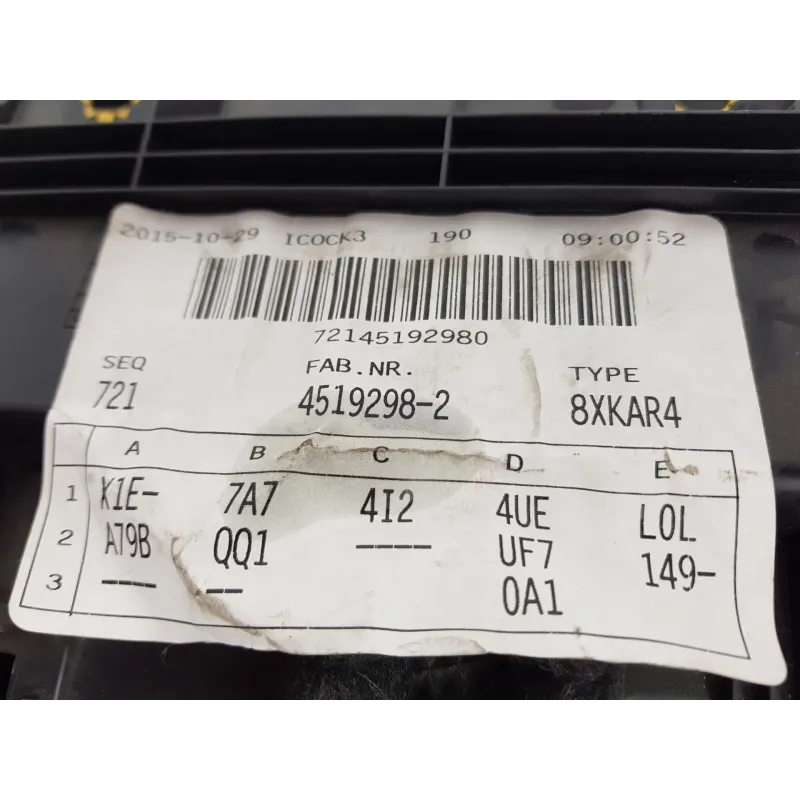 2015-10-29 ICOCK3 190 09:00:52
72145192980
SEQ FAB.NR. TYPE
721 4519298-2 8XKAR4
A B C D E
1 X1E- 7A7 4I2 4UE L0L
2 A79B QQ1 ---- UF7 149-
3 ---- -- 0A1